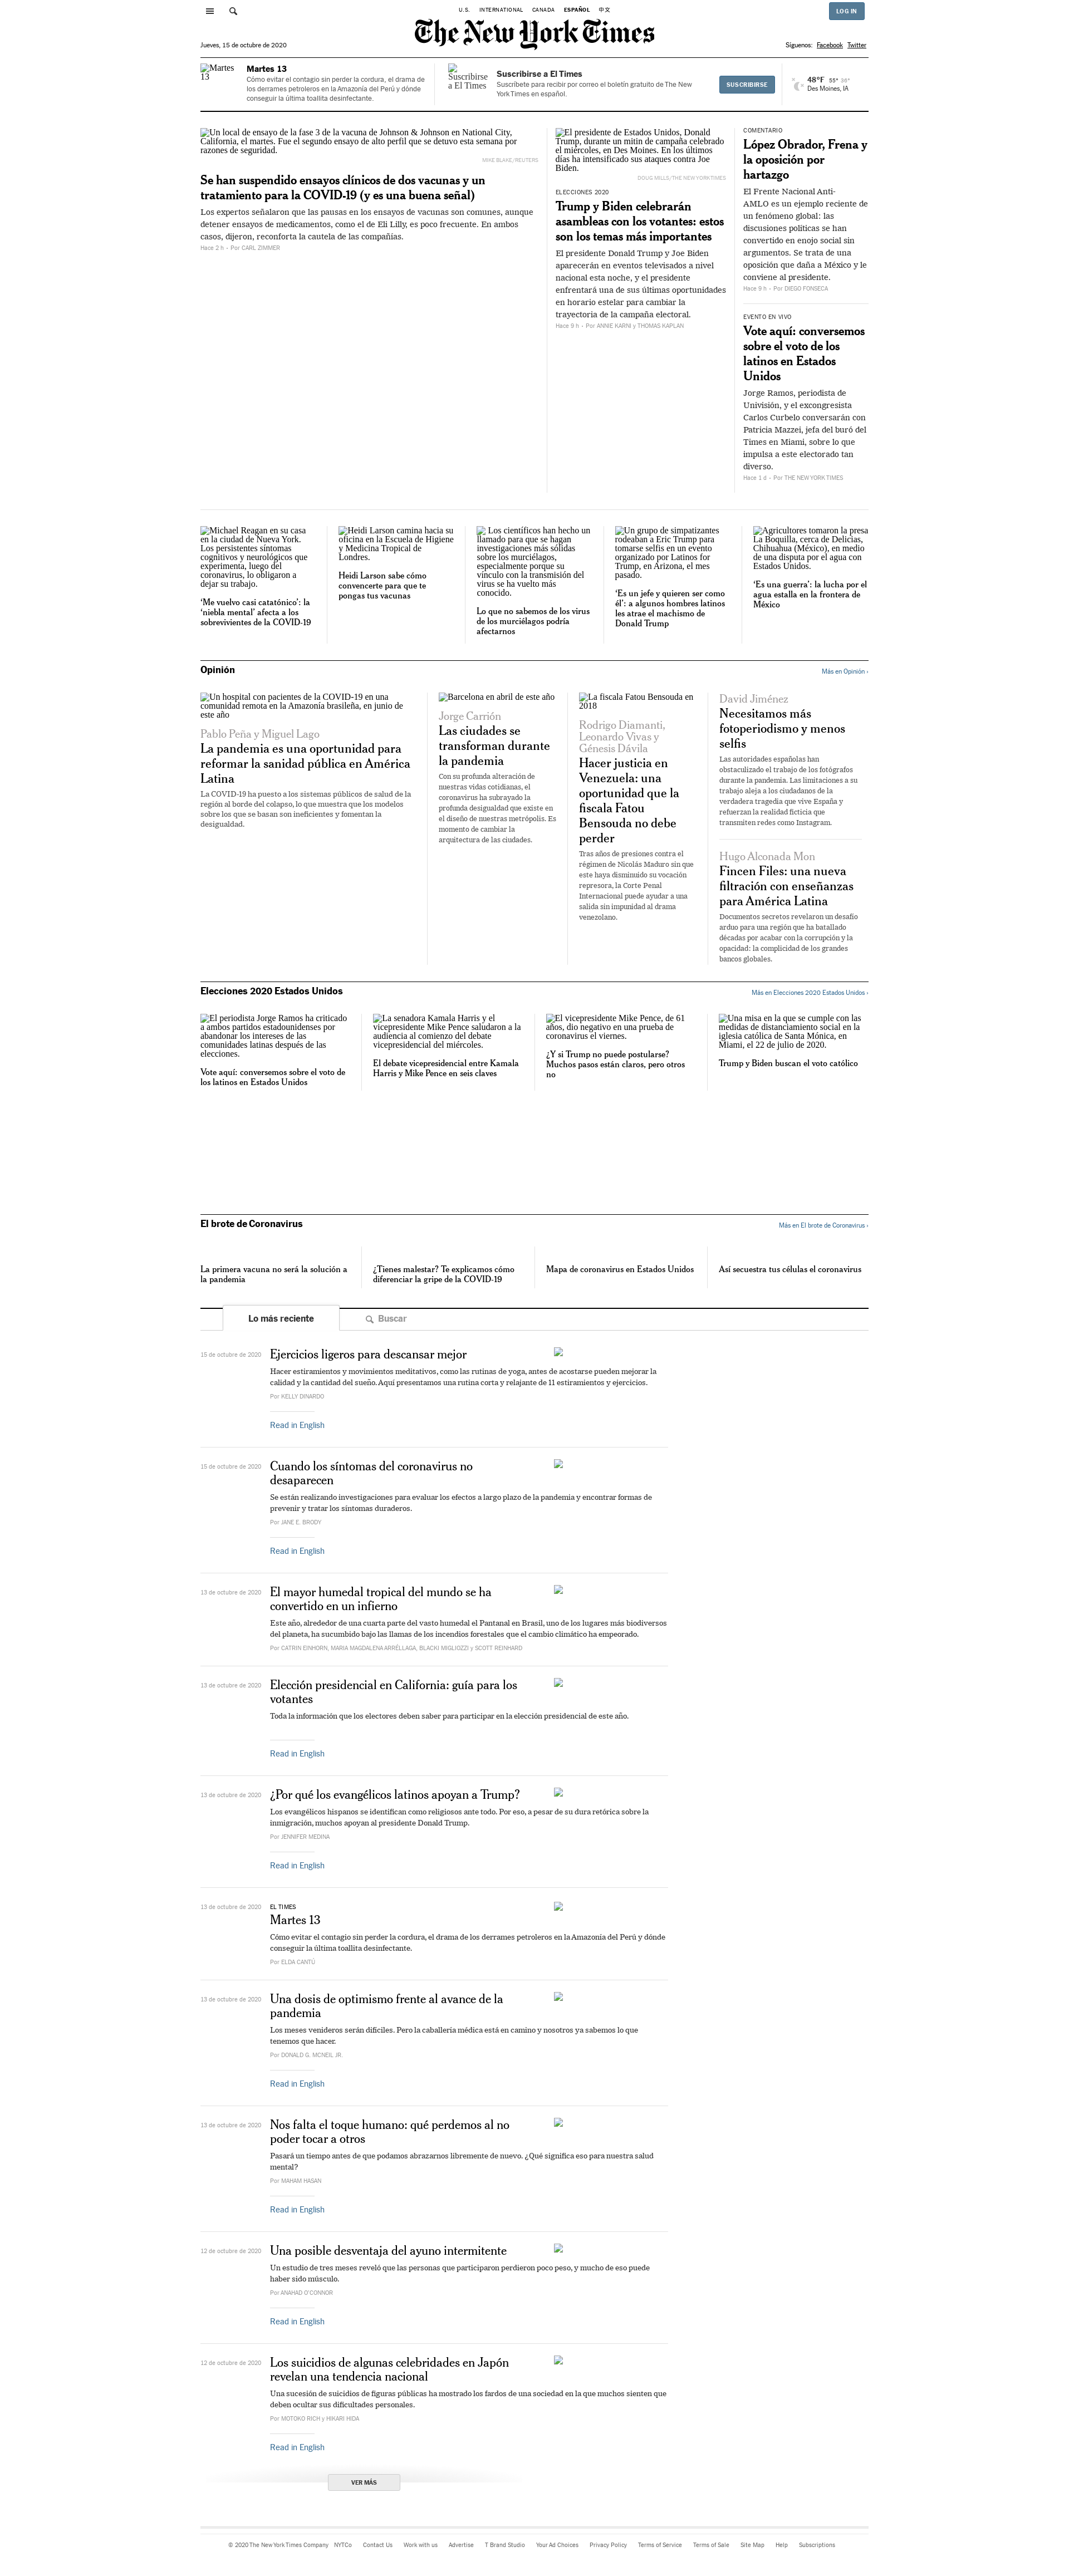 U.S. INTERNATIONAL CANADA ESPAÑOL 中文
LOG IN
The New York Times
Jueves, 15 de octubre de 2020
Síguenos: Facebook Twitter
Martes 13
Martes 13
Cómo evitar el contagio sin perder la cordura, el drama de
los derrames petroleros en la Amazonía del Perú y dónde
conseguir la última toallita desinfectante.
Suscribirse a El Times
Suscribirse a El Times
Suscríbete para recibir por correo el boletín gratuito de The New
York Times en español.
SUSCRIBIRSE
48°F 55° 36°
Des Moines, IA
Un local de ensayo de la fase 3 de la vacuna de Johnson & Johnson en National City,
California, el martes. Fue el segundo ensayo de alto perfil que se detuvo esta semana por
razones de seguridad.
MIKE BLAKE/REUTERS
Se han suspendido ensayos clínicos de dos vacunas y un
tratamiento para la COVID-19 (y es una buena señal)
Los expertos señalaron que las pausas en los ensayos de vacunas son comunes, aunque
detener ensayos de medicamentos, como el de Eli Lilly, es poco frecuente. En ambos
casos, dijeron, reconforta la cautela de las compañías.
Hace 2 h - Por CARL ZIMMER
El presidente de Estados Unidos, Donald
Trump, durante un mitin de campaña celebrado
el miércoles, en Des Moines. En los últimos
días ha intensificado sus ataques contra Joe
Biden.
DOUG MILLS/THE NEW YORK TIMES
ELECCIONES 2020
Trump y Biden celebrarán
asambleas con los votantes: estos
son los temas más importantes
El presidente Donald Trump y Joe Biden
aparecerán en eventos televisados a nivel
nacional esta noche, y el presidente
enfrentará una de sus últimas oportunidades
en horario estelar para cambiar la
trayectoria de la campaña electoral.
Hace 9 h - Por ANNIE KARNI y THOMAS KAPLAN
COMENTARIO
López Obrador, Frena y
la oposición por
hartazgo
El Frente Nacional Anti-
AMLO es un ejemplo reciente de
un fenómeno global: las
discusiones políticas se han
convertido en enojo social sin
argumentos. Se trata de una
oposición que daña a México y le
conviene al presidente.
Hace 9 h - Por DIEGO FONSECA
EVENTO EN VIVO
Vote aquí: conversemos
sobre el voto de los
latinos en Estados
Unidos
Jorge Ramos, periodista de
Univisión, y el excongresista
Carlos Curbelo conversarán con
Patricia Mazzei, jefa del buró del
Times en Miami, sobre lo que
impulsa a este electorado tan
diverso.
Hace 1 d - Por THE NEW YORK TIMES
Michael Reagan en su casa
en la ciudad de Nueva York.
Los persistentes síntomas
cognitivos y neurológicos que
experimenta, luego del
coronavirus, lo obligaron a
dejar su trabajo.
'Me vuelvo casi catatónico': la
'niebla mental' afecta a los
sobrevivientes de la COVID-19
Heidi Larson camina hacia su
oficina en la Escuela de Higiene
y Medicina Tropical de
Londres.
Heidi Larson sabe cómo
convencerte para que te
pongas tus vacunas
Los científicos han hecho un
llamado para que se hagan
investigaciones más sólidas
sobre los murciélagos,
especialmente porque su
vínculo con la transmisión del
virus se ha vuelto más
conocido.
Lo que no sabemos de los virus
de los murciélagos podría
afectarnos
Un grupo de simpatizantes
rodeaban a Eric Trump para
tomarse selfis en un evento
organizado por Latinos for
Trump, en Arizona, el mes
pasado.
'Es un jefe y quieren ser como
él': a algunos hombres latinos
les atrae el machismo de
Donald Trump
Agricultores tomaron la presa
La Boquilla, cerca de Delicias,
Chihuahua (México), en medio
de una disputa por el agua con
Estados Unidos.
'Es una guerra': la lucha por el
agua estalla en la frontera de
México
Opinión
Más en Opinión ›
Un hospital con pacientes de la COVID-19 en una
comunidad remota en la Amazonía brasileña, en junio de
este año
Pablo Peña y Miguel Lago
La pandemia es una oportunidad para
reformar la sanidad pública en América
Latina
La COVID-19 ha puesto a los sistemas públicos de salud de la
región al borde del colapso, lo que muestra que los modelos
sobre los que se basan son ineficientes y fomentan la
desigualdad.
Barcelona en abril de este año
Jorge Carrión
Las ciudades se
transforman durante
la pandemia
Con su profunda alteración de
nuestras vidas cotidianas, el
coronavirus ha subrayado la
profunda desigualdad que existe en
el diseño de nuestras metrópolis. Es
momento de cambiar la
arquitectura de las ciudades.
La fiscala Fatou Bensouda en
2018
Rodrigo Diamanti,
Leonardo Vivas y
Génesis Dávila
Hacer justicia en
Venezuela: una
oportunidad que la
fiscala Fatou
Bensouda no debe
perder
Tras años de presiones contra el
régimen de Nicolás Maduro sin que
este haya disminuido su vocación
represora, la Corte Penal
Internacional puede ayudar a una
salida sin impunidad al drama
venezolano.
David Jiménez
Necesitamos más
fotoperiodismo y menos
selfis
Las autoridades españolas han
obstaculizado el trabajo de los fotógrafos
durante la pandemia. Las limitaciones a su
trabajo aleja a los ciudadanos de la
verdadera tragedia que vive España y
refuerzan la realidad ficticia que
transmiten redes como Instagram.
Hugo Alconada Mon
Fincen Files: una nueva
filtración con enseñanzas
para América Latina
Documentos secretos revelaron un desafío
arduo para una región que ha batallado
décadas por acabar con la corrupción y la
opacidad: la complicidad de los grandes
bancos globales.
Elecciones 2020 Estados Unidos
Más en Elecciones 2020 Estados Unidos ›
El periodista Jorge Ramos ha criticado
a ambos partidos estadounidenses por
abandonar los intereses de las
comunidades latinas después de las
elecciones.
Vote aquí: conversemos sobre el voto de
los latinos en Estados Unidos
La senadora Kamala Harris y el
vicepresidente Mike Pence saludaron a la
audiencia al comienzo del debate
vicepresidencial del miércoles.
El debate vicepresidencial entre Kamala
Harris y Mike Pence en seis claves
El vicepresidente Mike Pence, de 61
años, dio negativo en una prueba de
coronavirus el viernes.
¿Y si Trump no puede postularse?
Muchos pasos están claros, pero otros
no
Una misa en la que se cumple con las
medidas de distanciamiento social en la
iglesia católica de Santa Mónica, en
Miami, el 22 de julio de 2020.
Trump y Biden buscan el voto católico
El brote de Coronavirus
Más en El brote de Coronavirus ›
La primera vacuna no será la solución a
la pandemia
¿Tienes malestar? Te explicamos cómo
diferenciar la gripe de la COVID-19
Mapa de coronavirus en Estados Unidos
Así secuestra tus células el coronavirus
Lo más reciente
Buscar
15 de octubre de 2020
Ejercicios ligeros para descansar mejor
Hacer estiramientos y movimientos meditativos, como las rutinas de yoga, antes de acostarse pueden mejorar la
calidad y la cantidad del sueño. Aquí presentamos una rutina corta y relajante de 11 estiramientos y ejercicios.
Por KELLY DINARDO
Read in English
15 de octubre de 2020
Cuando los síntomas del coronavirus no
desaparecen
Se están realizando investigaciones para evaluar los efectos a largo plazo de la pandemia y encontrar formas de
prevenir y tratar los síntomas duraderos.
Por JANE E. BRODY
Read in English
13 de octubre de 2020
El mayor humedal tropical del mundo se ha
convertido en un infierno
Este año, alrededor de una cuarta parte del vasto humedal el Pantanal en Brasil, uno de los lugares más biodiversos
del planeta, ha sucumbido bajo las llamas de los incendios forestales que el cambio climático ha empeorado.
Por CATRIN EINHORN, MARIA MAGDALENA ARRÉLLAGA, BLACKI MIGLIOZZI y SCOTT REINHARD
13 de octubre de 2020
Elección presidencial en California: guía para los
votantes
Toda la información que los electores deben saber para participar en la elección presidencial de este año.
Read in English
13 de octubre de 2020
¿Por qué los evangélicos latinos apoyan a Trump?
Los evangélicos hispanos se identifican como religiosos ante todo. Por eso, a pesar de su dura retórica sobre la
inmigración, muchos apoyan al presidente Donald Trump.
Por JENNIFER MEDINA
Read in English
13 de octubre de 2020
EL TIMES
Martes 13
Cómo evitar el contagio sin perder la cordura, el drama de los derrames petroleros en la Amazonía del Perú y dónde
conseguir la última toallita desinfectante.
Por ELDA CANTÚ
13 de octubre de 2020
Una dosis de optimismo frente al avance de la
pandemia
Los meses venideros serán difíciles. Pero la caballería médica está en camino y nosotros ya sabemos lo que
tenemos que hacer.
Por DONALD G. MCNEIL JR.
Read in English
13 de octubre de 2020
Nos falta el toque humano: qué perdemos al no
poder tocar a otros
Pasará un tiempo antes de que podamos abrazarnos libremente de nuevo. ¿Qué significa eso para nuestra salud
mental?
Por MAHAM HASAN
Read in English
12 de octubre de 2020
Una posible desventaja del ayuno intermitente
Un estudio de tres meses reveló que las personas que participaron perdieron poco peso, y mucho de eso puede
haber sido músculo.
Por ANAHAD O'CONNOR
Read in English
12 de octubre de 2020
Los suicidios de algunas celebridades en Japón
revelan una tendencia nacional
Una sucesión de suicidios de figuras públicas ha mostrado los fardos de una sociedad en la que muchos sienten que
deben ocultar sus dificultades personales.
Por MOTOKO RICH y HIKARI HIDA
Read in English
VER MÁS
© 2020 The New York Times Company NYTCo Contact Us Work with us Advertise T Brand Studio Your Ad Choices Privacy Policy Terms of Service Terms of Sale Site Map Help Subscriptions